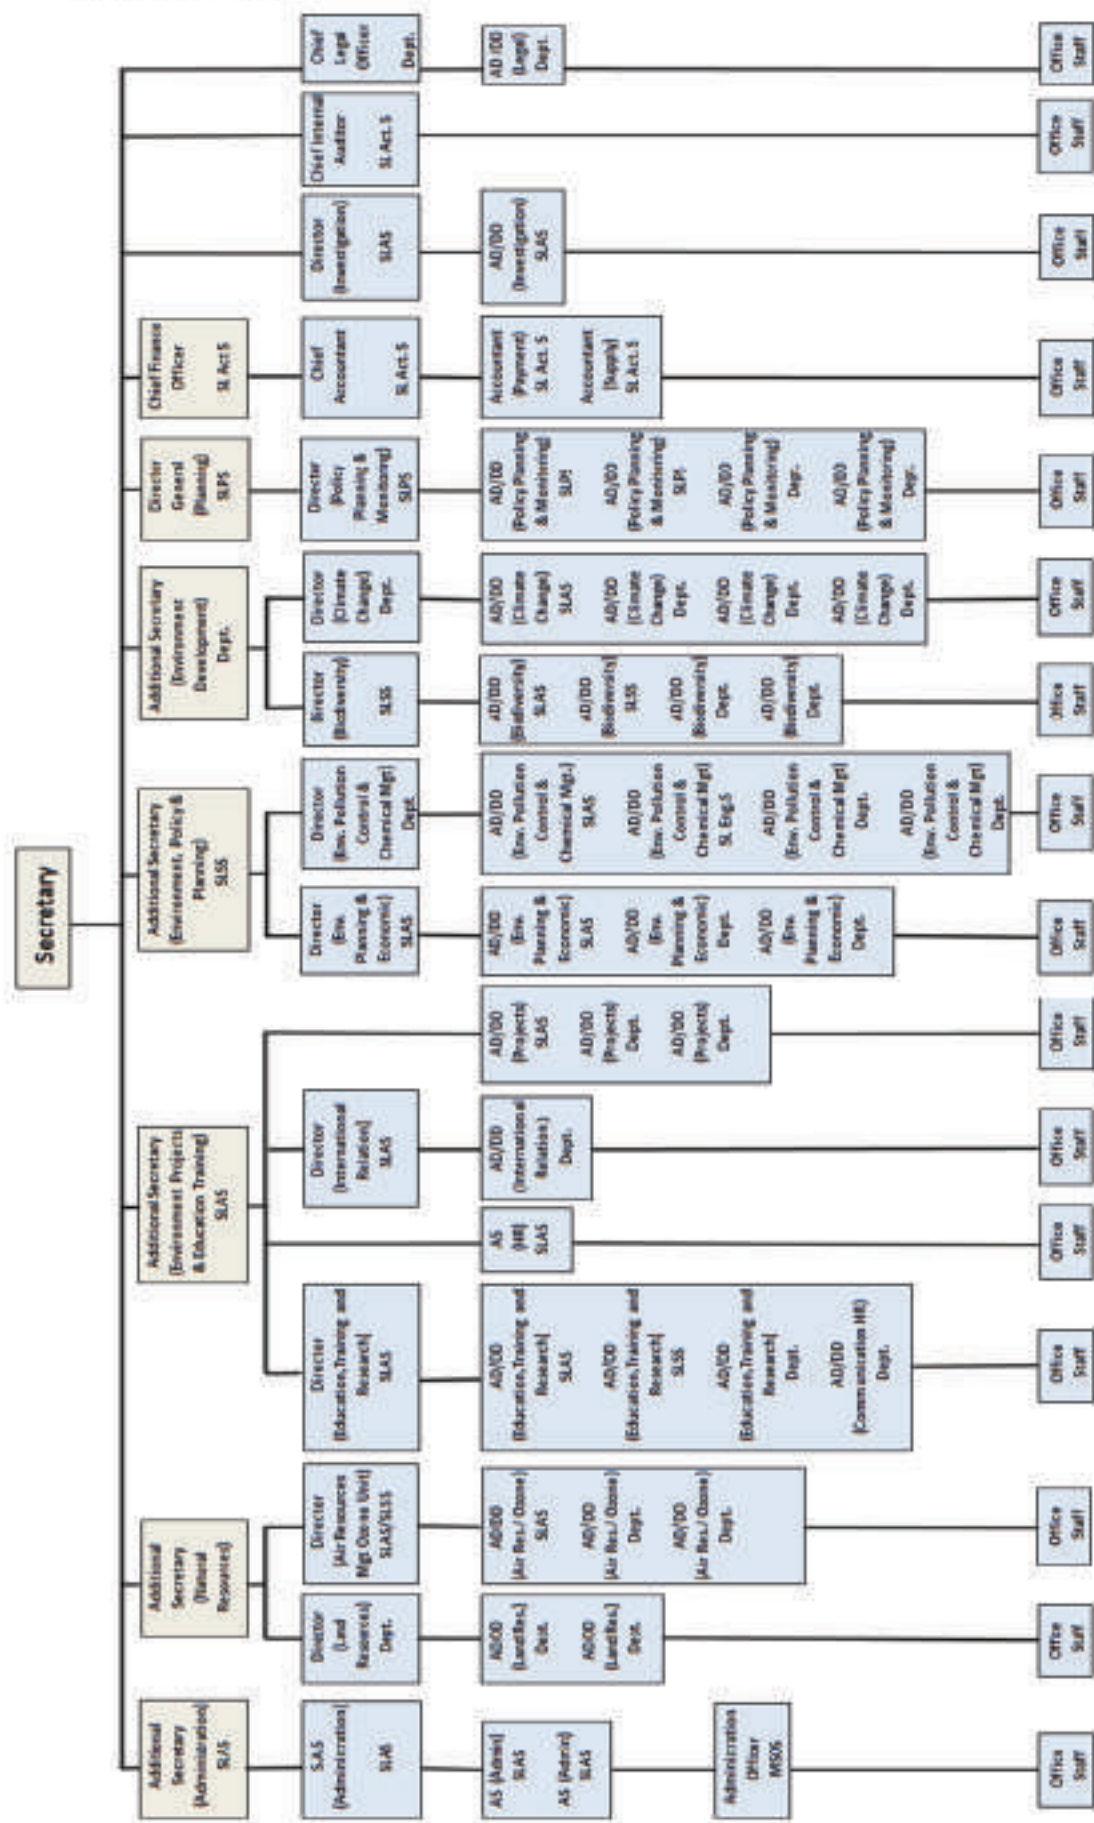 Secretary
Additional
Secretary
(Administration)
SLAS
Additional
Secretary
(Natural
Resources)
Additional Secretary
(Environment Projects
& Education Training)
SLAS
Additional Secretary
(Environment, Policy &
Planning)
SLSS
Additional Secretary
(Environment
Development)
Dept.
Director
General
(Planning)
SLPS
Chief Finance
Officer
SL Act S
S.AS
(Administration)
SLAS
Director
(Land
Resources)
Dept.
Director
(Air Resources
Mgt Ozone Unit)
SLAS/SLSS
Director
(Education,Training and
Research)
SLAS
Director
(International
Relation)
SLAS
Director
(Env.
Planning &
Economic)
SLAS
Director
(Env. Pollution
Control &
Chemical Mgt)
Dept
Director
(Biodiversity)
SLSS
Director
(Climate
Change)
Dept.
Director
(Policy
Planning &
Monitoring)
SLPS
Chief
Accountant
SL Act. S
Director
(Investigation)
SLAS
Chief Internal
Auditor
SL Act. S
Chief
Legal
Officer
Dept.
AS (Admin)
SLAS
AS (Admin)
SLAS
Administration
Officer
MSOS
AD/DD
(Land Res.)
Dept.
AD/DD
(Land Res.)
Dept.
AD/DD
(Air Res./ Ozone)
SLAS
AD/DD
(Air Res./ Ozone)
Dept.
AD/DD
(Air Res./ Ozone)
Dept.
AD/DD
(Education,Training and
Research)
SLAS
AD/DD
(Education,Training and
Research)
SLSS
AD/DD
(Education,Training and
Research)
Dept.
AD/DD
(Communication HR)
Dept.
AS
(HR)
SLAS
AD/DD
(International
Relation)
Dept.
AD/DD
(Projects)
SLAS
AD/DD
(Projects)
Dept.
AD/DD
(Projects)
Dept.
AD/DD
(Env.
Planning &
Economic)
SLAS
AD/DD
(Env.
Planning &
Economic)
Dept.
AD/DD
(Env.
Planning &
Economic)
Dept.
AD/DD
(Env. Pollution
Control &
Chemical Mgt.)
SLAS
AD/DD
(Env. Pollution
Control &
Chemical Mgt)
SL Eng.S
AD/DD
(Env. Pollution
Control &
Chemical Mgt)
Dept.
AD/DD
(Env. Pollution
Control &
Chemical Mgt)
Dept.
AD/DD
(Biodiversity)
SLAS
AD/DD
(Biodiversity)
SLSS
AD/DD
(Biodiversity)
Dept.
AD/DD
(Biodiversity)
Dept.
AD/DD
(Climate
Change)
SLAS
AD/DD
(Climate
Change)
Dept.
AD/DD
(Climate
Change)
Dept.
AD/DD
(Climate
Change)
Dept.
AD/DD
(Policy Planning
& Monitoring)
SLPS
AD/DD
(Policy Planning
& Monitoring)
SLPS
AD/DD
(Policy Planning
& Monitoring)
Dept.
AD/DD
(Policy Planning
& Monitoring)
Dept.
Accountant
(Payment)
SL Act. S
Accountant
(Supply)
SL Act. S
AD/DD
(Investigation)
SLAS
AD /DD
(Legal)
Dept.
Office
Staff
Office
Staff
Office
Staff
Office
Staff
Office
Staff
Office
Staff
Office
Staff
Office
Staff
Office
Staff
Office
Staff
Office
Staff
Office
Staff
Office
Staff
Office
Staff
Office
Staff
Office
Staff